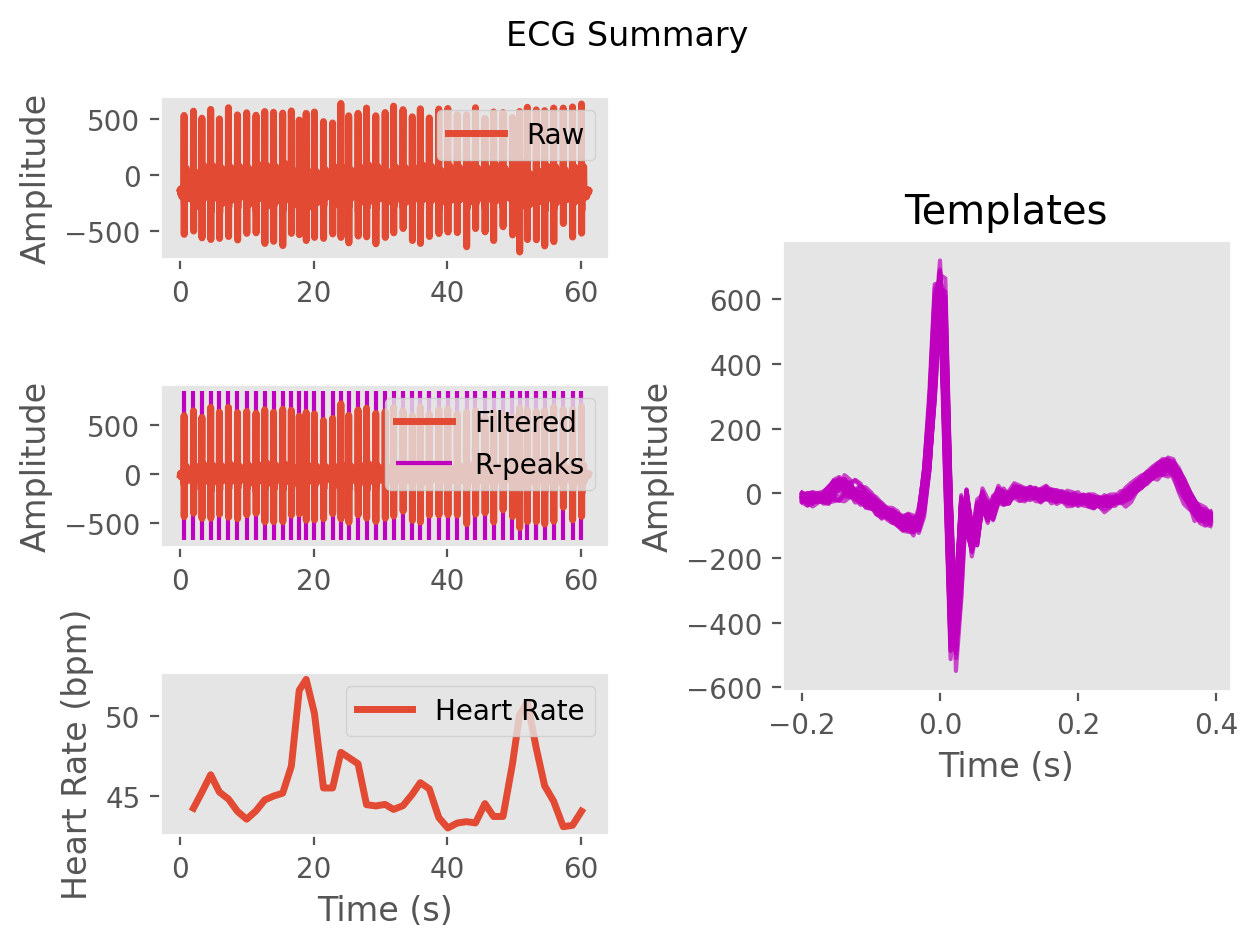 ECG Summary
Amplitude
500
0
−500
Raw
0 20 40 60
Amplitude
500
0
−500
Filtered
R-peaks
0 20 40 60
Heart Rate (bpm)
50
45
Heart Rate
0 20 40 60
Time (s)
Templates
Amplitude
600
400
200
0
−200
−400
−600
−0.2 0.0 0.2 0.4
Time (s)